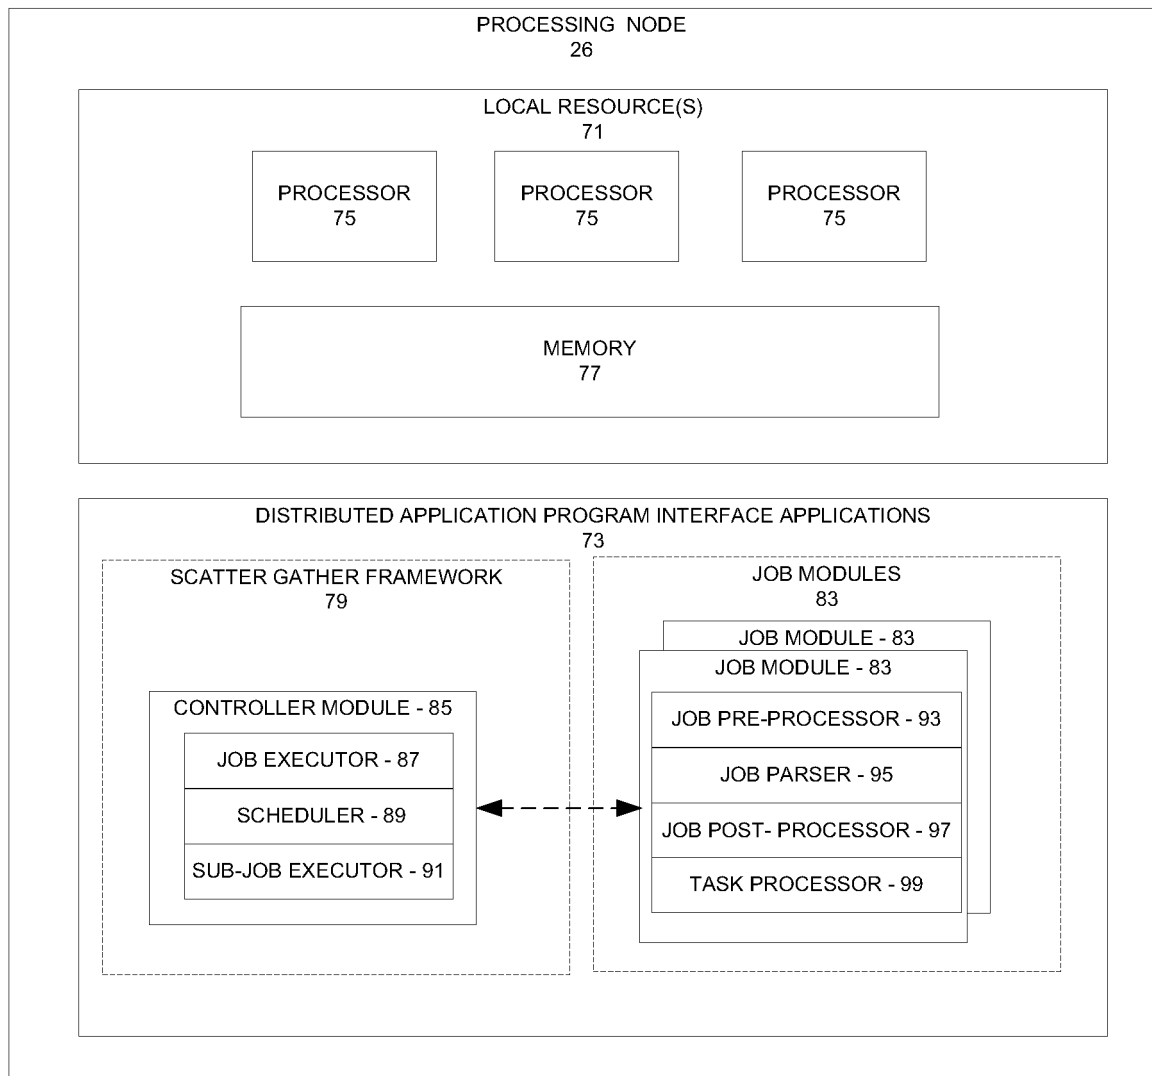 PROCESSING NODE
26
LOCAL RESOURCE(S)
71
PROCESSOR
75
PROCESSOR
75
PROCESSOR
75
MEMORY
77
DISTRIBUTED APPLICATION PROGRAM INTERFACE APPLICATIONS
73
SCATTER GATHER FRAMEWORK
79
CONTROLLER MODULE - 85
JOB EXECUTOR - 87
SCHEDULER - 89
SUB-JOB EXECUTOR - 91
JOB MODULES
83
JOB MODULE - 83
JOB MODULE - 83
JOB PRE-PROCESSOR - 93
JOB PARSER - 95
JOB POST- PROCESSOR - 97
TASK PROCESSOR - 99